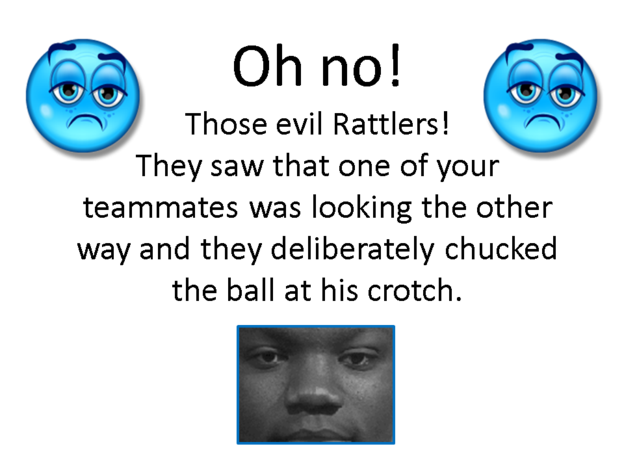 Oh no!
Those evil Rattlers!
They saw that one of your
teammates was looking the other
way and they deliberately chucked
the ball at his crotch.